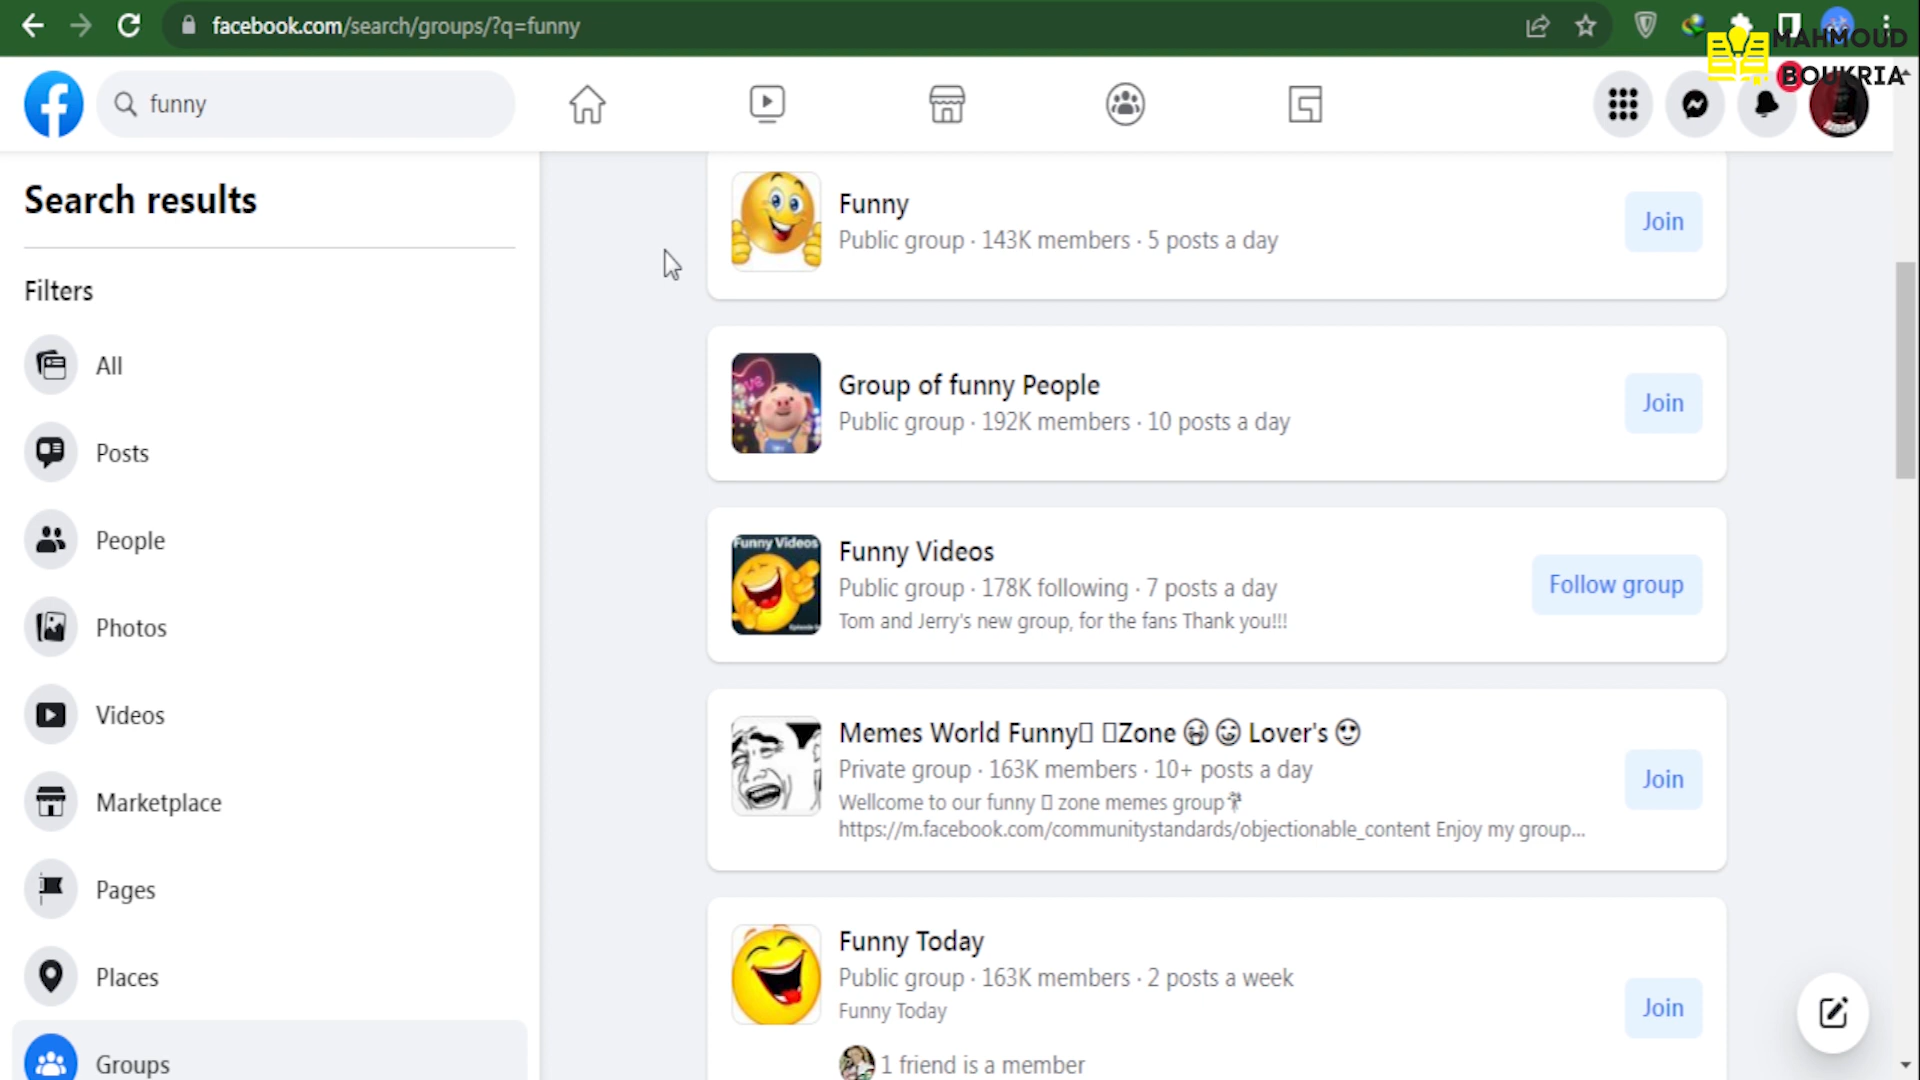 facebook.com/search/groups/?q=funny
MAHMOUD
BOUKRIA
funny
Search results
Filters
All
Posts
People
Photos
Videos
Marketplace
Pages
Places
Groups
Funny
Public group · 143K members · 5 posts a day
Join
Group of funny People
Public group · 192K members · 10 posts a day
Join
Funny Videos
Funny Videos
Public group · 178K following · 7 posts a day
Tom and Jerry's new group, for the fans Thank you!!!
Follow group
Memes World Funny Zone Lover's
Private group · 163K members · 10+ posts a day
Wellcome to our funny zone memes group
https://m.facebook.com/communitystandards/objectionable_content Enjoy my group...
Join
Funny Today
Public group · 163K members · 2 posts a week
Funny Today
Join
1 friend is a member